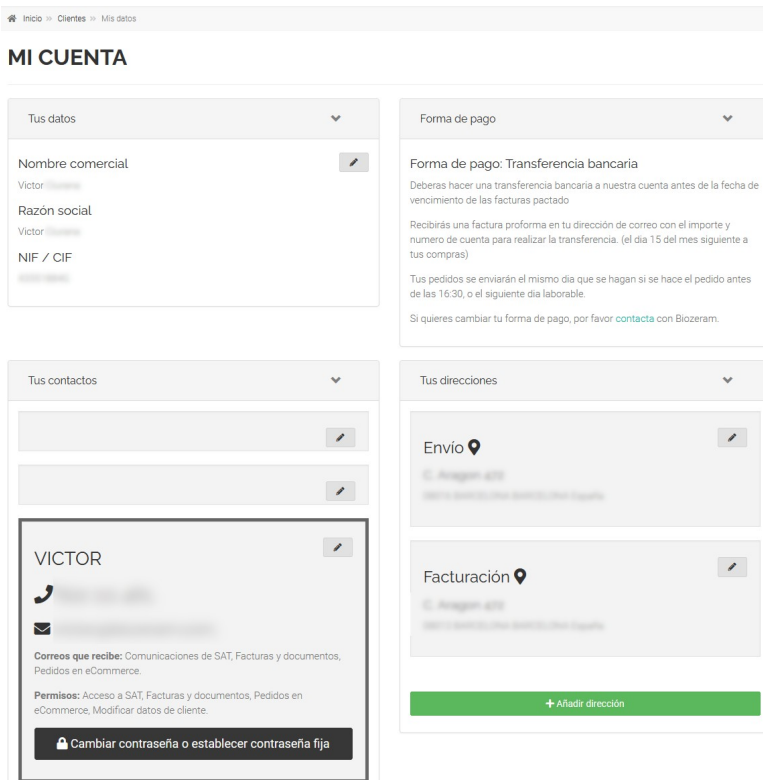 Inicio » Clientes » Mis datos
MI CUENTA
Tus datos
Nombre comercial
Victor
Razón social
Victor
NIF / CIF
Forma de pago
Forma de pago: Transferencia bancaria
Deberas hacer una transferencia bancaria a nuestra cuenta antes de la fecha de
vencimiento de las facturas pactado
Recibirás una factura proforma en tu dirección de correo con el importe y
numero de cuenta para realizar la transferencia. (el dia 15 del mes siguiente a
tus compras)
Tus pedidos se enviarán el mismo dia que se hagan si se hace el pedido antes
de las 16:30, o el siguiente dia laborable.
Si quieres cambiar tu forma de pago, por favor contacta con Biozeram.
Tus contactos
VICTOR
Correos que recibe: Comunicaciones de SAT, Facturas y documentos,
Pedidos en eCommerce.
Permisos: Acceso a SAT, Facturas y documentos, Pedidos en
eCommerce, Modificar datos de cliente.
Cambiar contraseña o establecer contraseña fija
Tus direcciones
Envío
Facturación
+ Añadir dirección